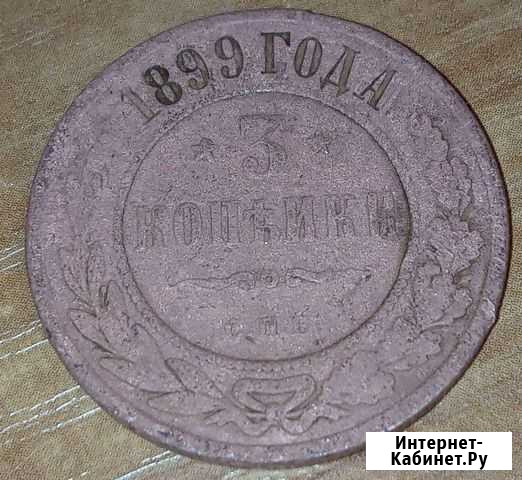 1899 ГОДА
* 3 *
КОПѢЙКИ
С.П.Б.
Интернет-
Кабинет.Ру